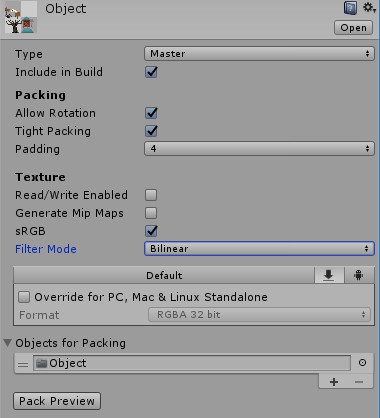 Object
Open
Type Master
Include in Build
Packing
Allow Rotation
Tight Packing
Padding 4
Texture
Read/Write Enabled
Generate Mip Maps
sRGB
Filter Mode Bilinear
Default
Override for PC, Mac & Linux Standalone
Format RGBA 32 bit
Objects for Packing
Object
Pack Preview